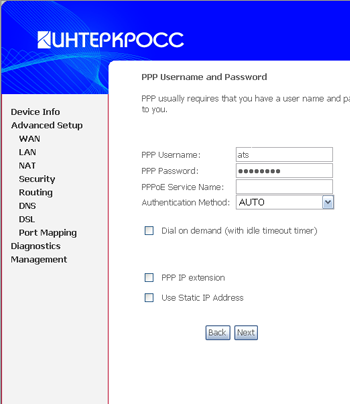 ИНТЕРКРОСС
PPP Username and Password
PPP usually requires that you have a user name and pa
to you.
Device Info
Advanced Setup
WAN
LAN
NAT
Security
Routing
DNS
DSL
Port Mapping
Diagnostics
Management
PPP Username: ats
PPP Password: ●●●●●●●●
PPPoE Service Name:
Authentication Method: AUTO
Dial on demand (with idle timeout timer)
PPP IP extension
Use Static IP Address
Back Next